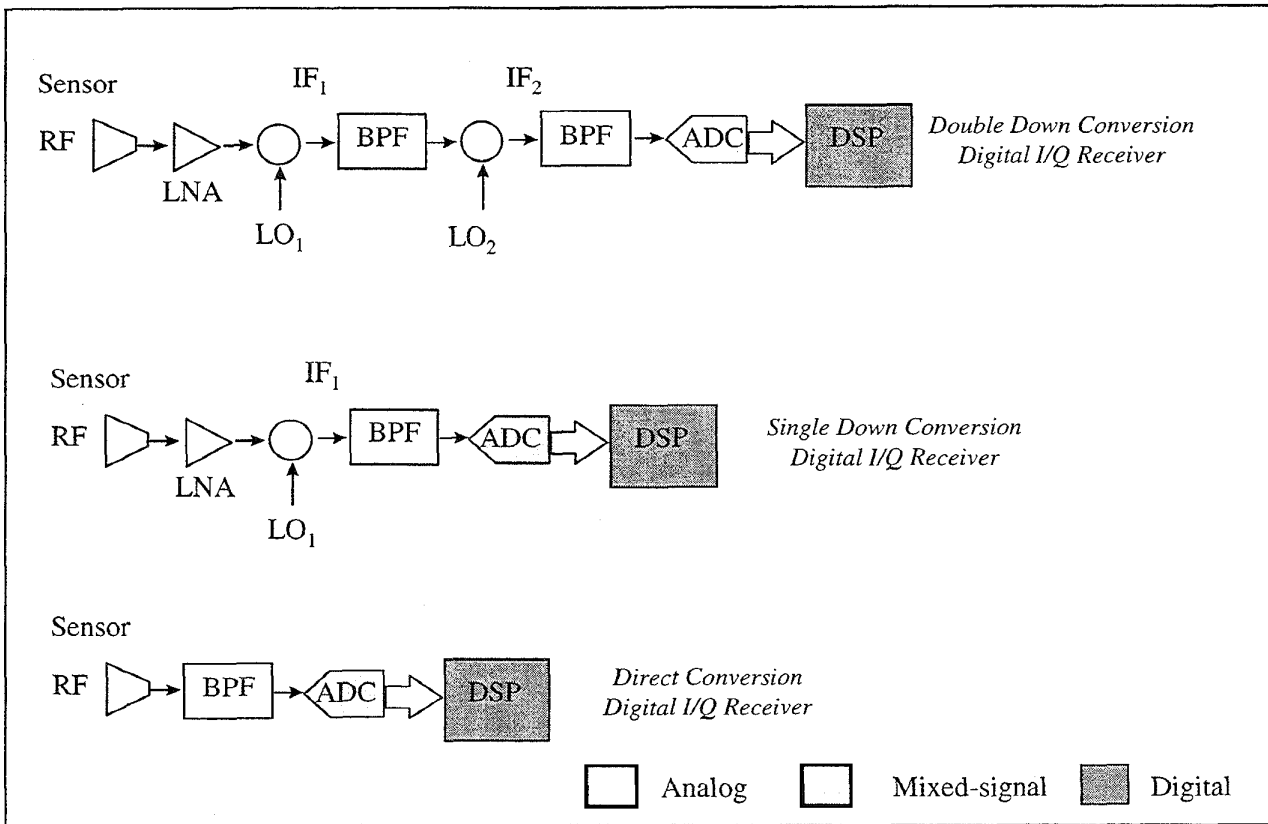 Sensor
IF₁
IF₂
RF
BPF
BPF
ADC
DSP
Double Down Conversion
Digital I/Q Receiver
LNA
LO₁
LO₂
Sensor
IF₁
RF
BPF
ADC
DSP
Single Down Conversion
Digital I/Q Receiver
LNA
LO₁
Sensor
RF
BPF
ADC
DSP
Direct Conversion
Digital I/Q Receiver
Analog
Mixed-signal
Digital